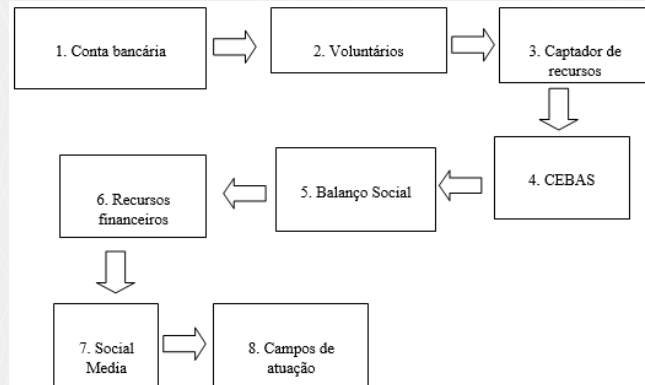 1. Conta bancária
2. Voluntários
3. Captador de
recursos
4. CEBAS
5. Balanço Social
6. Recursos
financeiros
7. Social
Media
8. Campos de
atuação